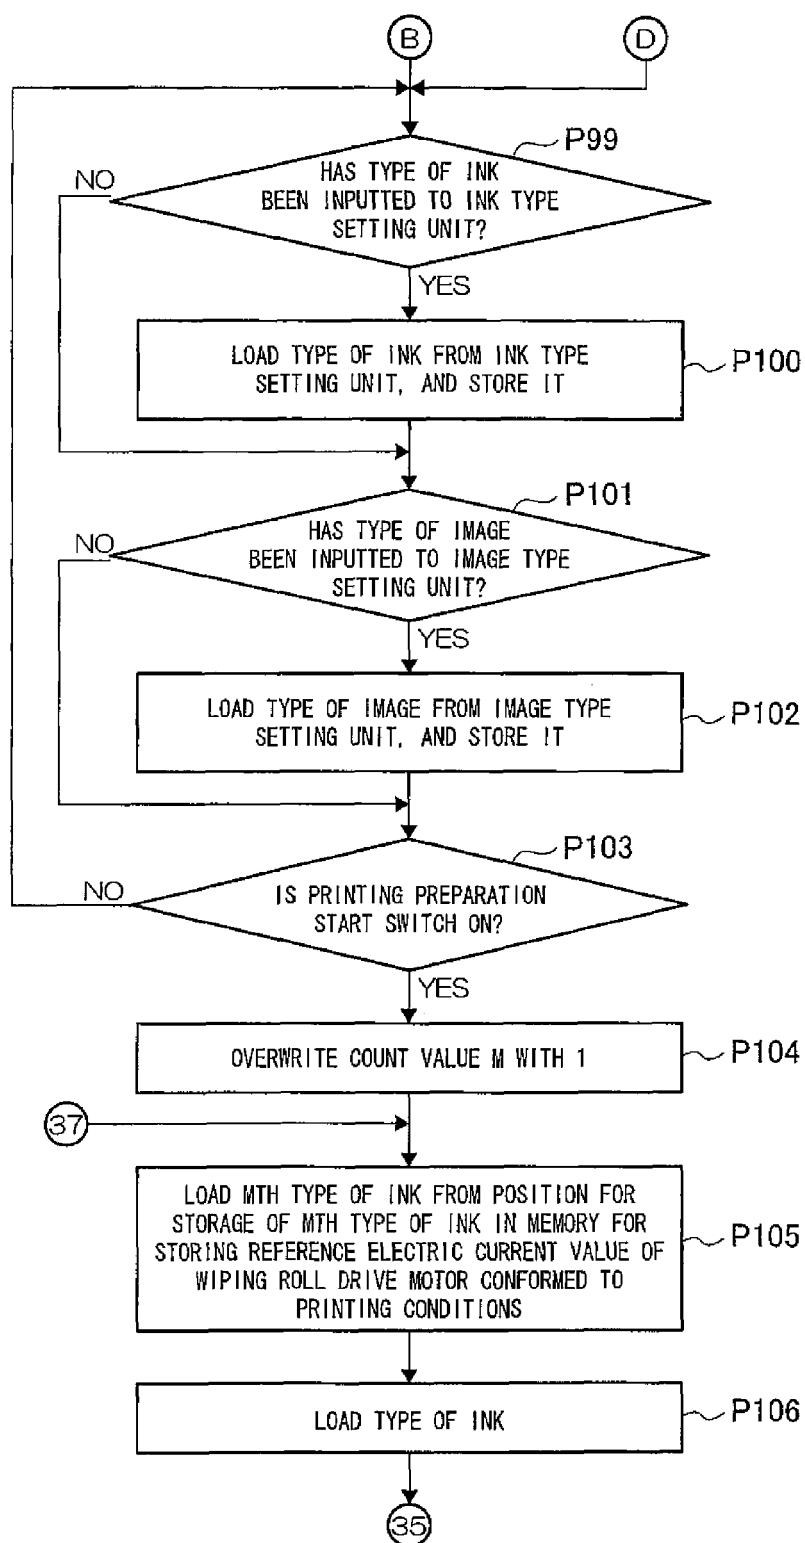 B
D
P99
HAS TYPE OF INK
BEEN INPUTTED TO INK TYPE
SETTING UNIT?
NO
YES
LOAD TYPE OF INK FROM INK TYPE
SETTING UNIT, AND STORE IT
P100
P101
HAS TYPE OF IMAGE
BEEN INPUTTED TO IMAGE TYPE
SETTING UNIT?
NO
YES
LOAD TYPE OF IMAGE FROM IMAGE TYPE
SETTING UNIT, AND STORE IT
P102
P103
IS PRINTING PREPARATION
START SWITCH ON?
NO
YES
OVERWRITE COUNT VALUE M WITH 1
P104
37
LOAD MTH TYPE OF INK FROM POSITION FOR
STORAGE OF MTH TYPE OF INK IN MEMORY FOR
STORING REFERENCE ELECTRIC CURRENT VALUE OF
WIPING ROLL DRIVE MOTOR CONFORMED TO
PRINTING CONDITIONS
P105
LOAD TYPE OF INK
P106
35